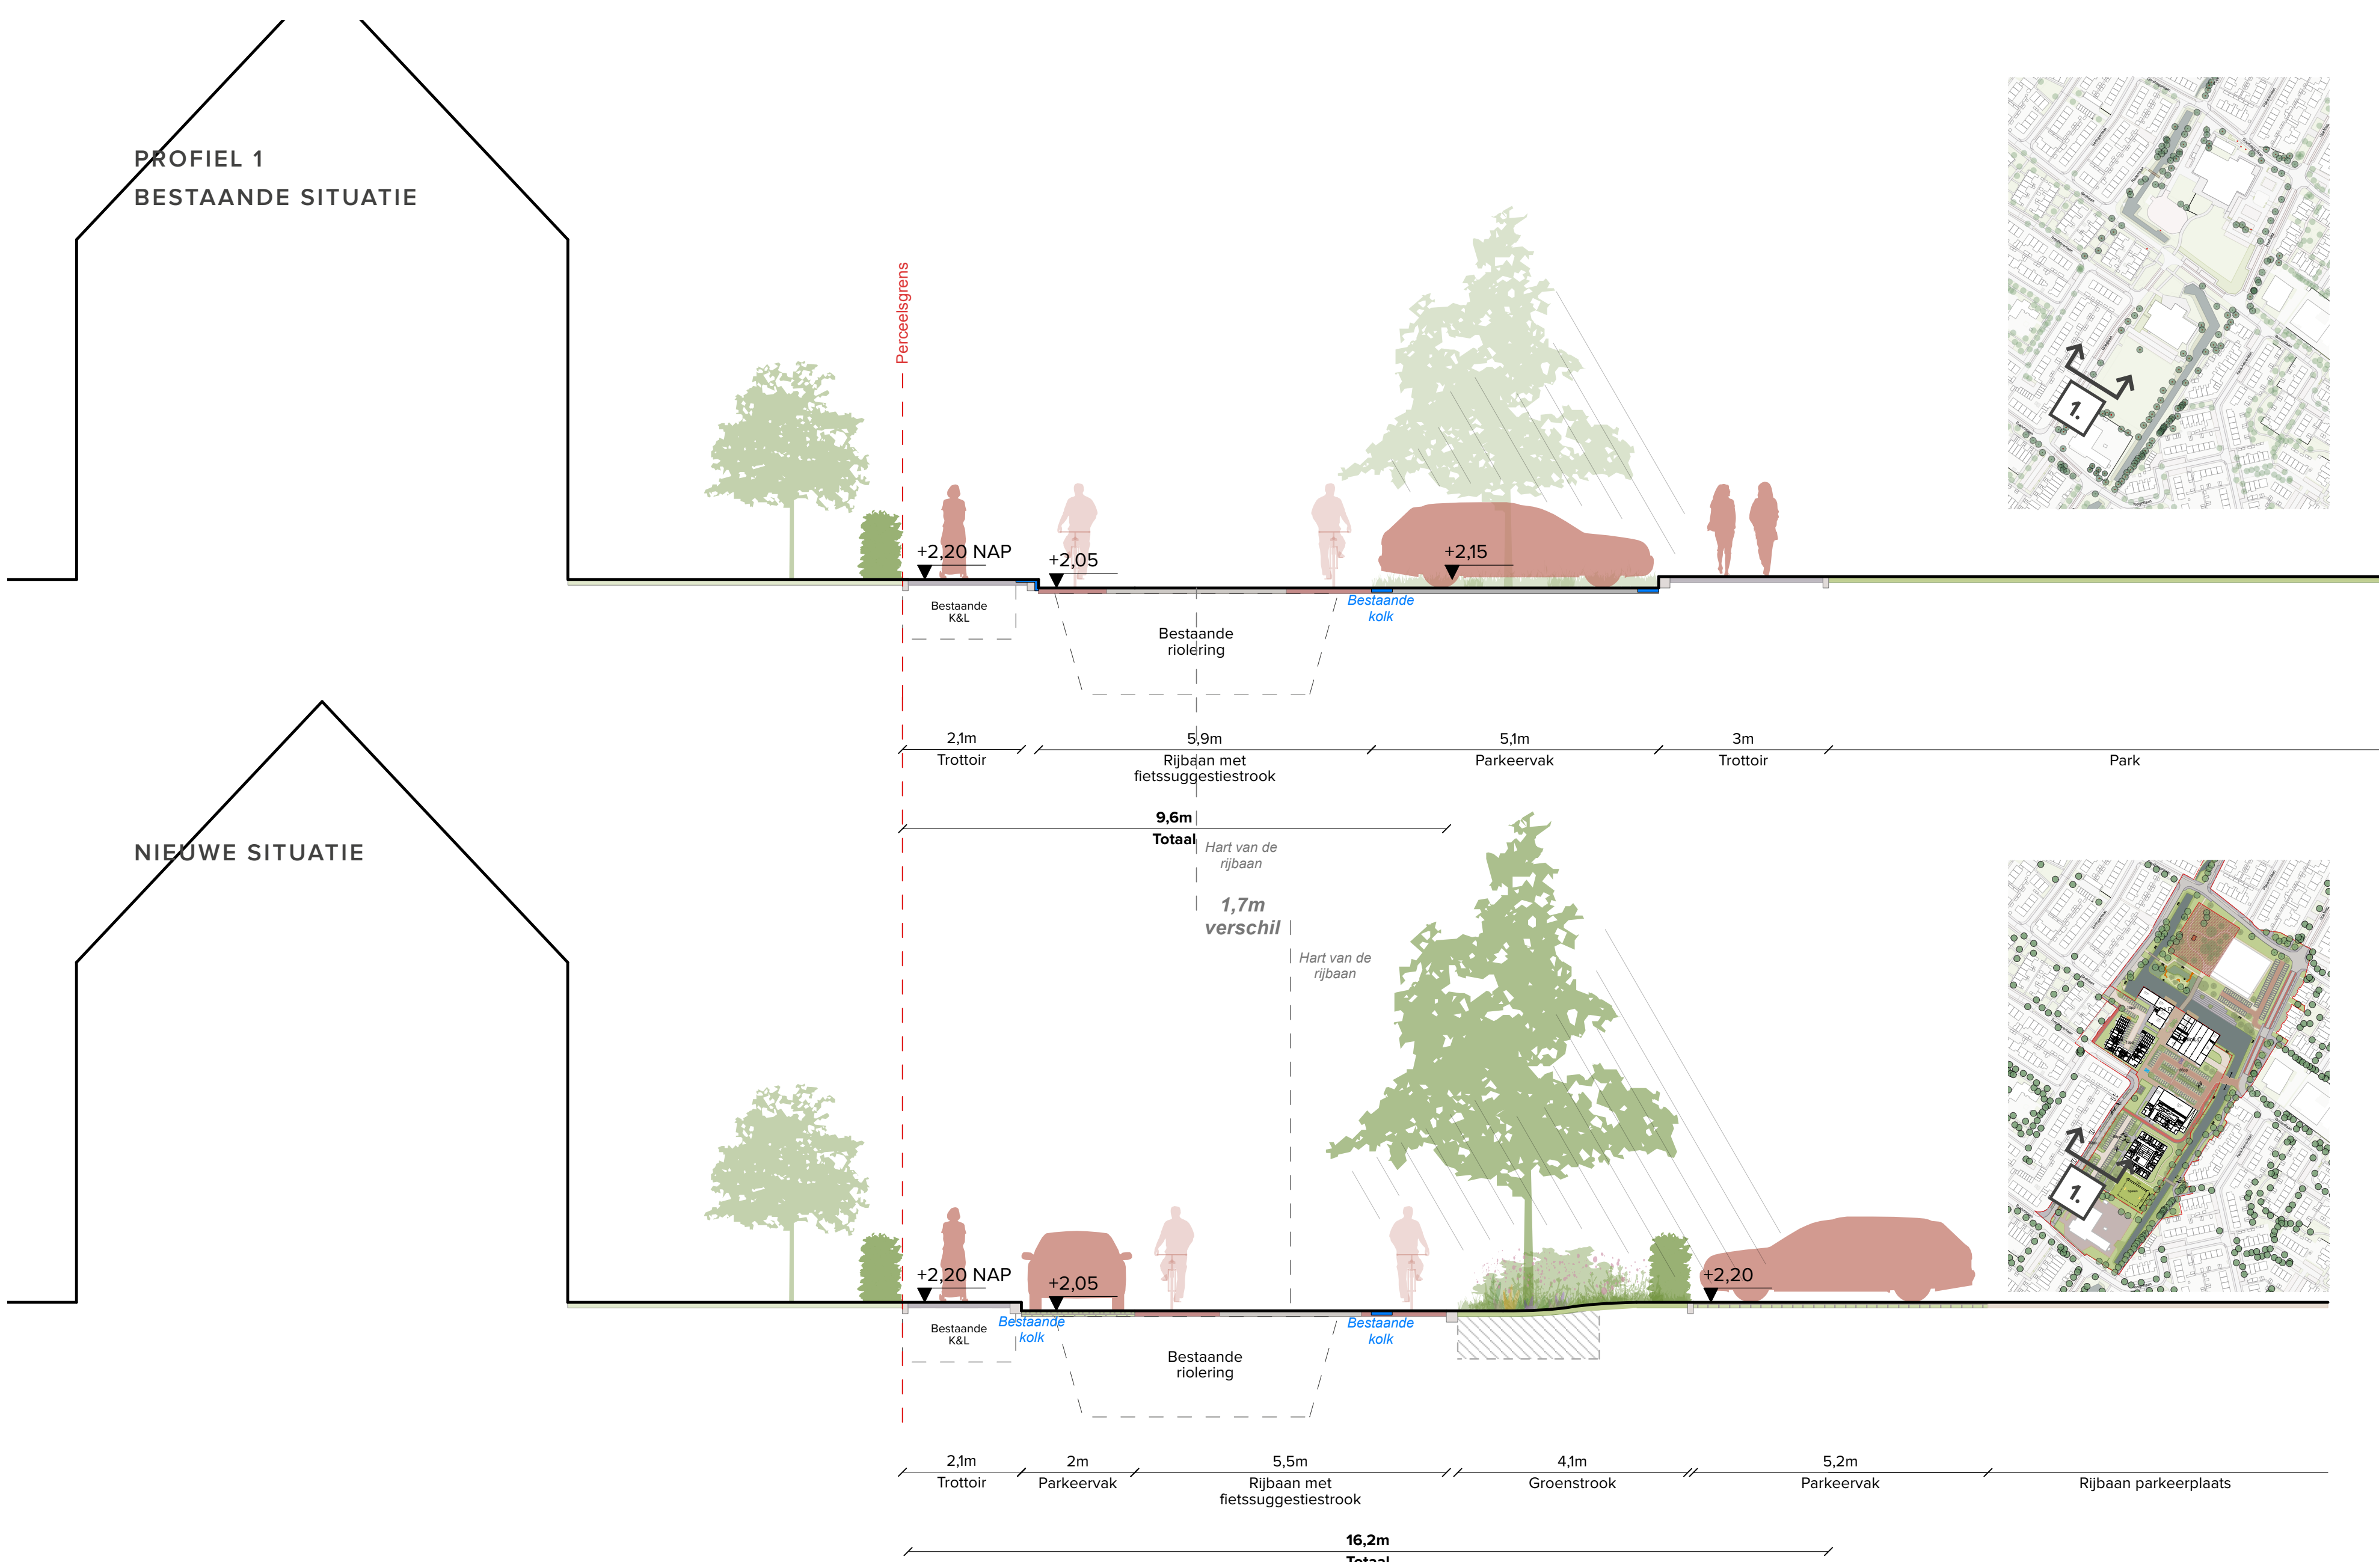 PROFIEL 1
BESTAANDE SITUATIE
Perceelsgrens
1.
+2,20 NAP
+2,05
+2,15
Bestaande
K&L
Bestaande
riolering
Bestaande
kolk
2,1m
5,9m
5,1m
3m
Trottoir
Rijbaan met
fietssuggestiestrook
Parkeervak
Trottoir
Park
9,6m
Totaal
Hart van de
rijbaan
1,7m
verschil
Hart van de
rijbaan
NIEUWE SITUATIE
1.
+2,20 NAP
+2,05
+2,20
Bestaande
K&L
Bestaande
kolk
Bestaande
riolering
Bestaande
kolk
2,1m
2m
5,5m
4,1m
5,2m
Trottoir
Parkeervak
Rijbaan met
fietssuggestiestrook
Groenstrook
Parkeervak
Rijbaan parkeerplaats
16,2m
Totaal